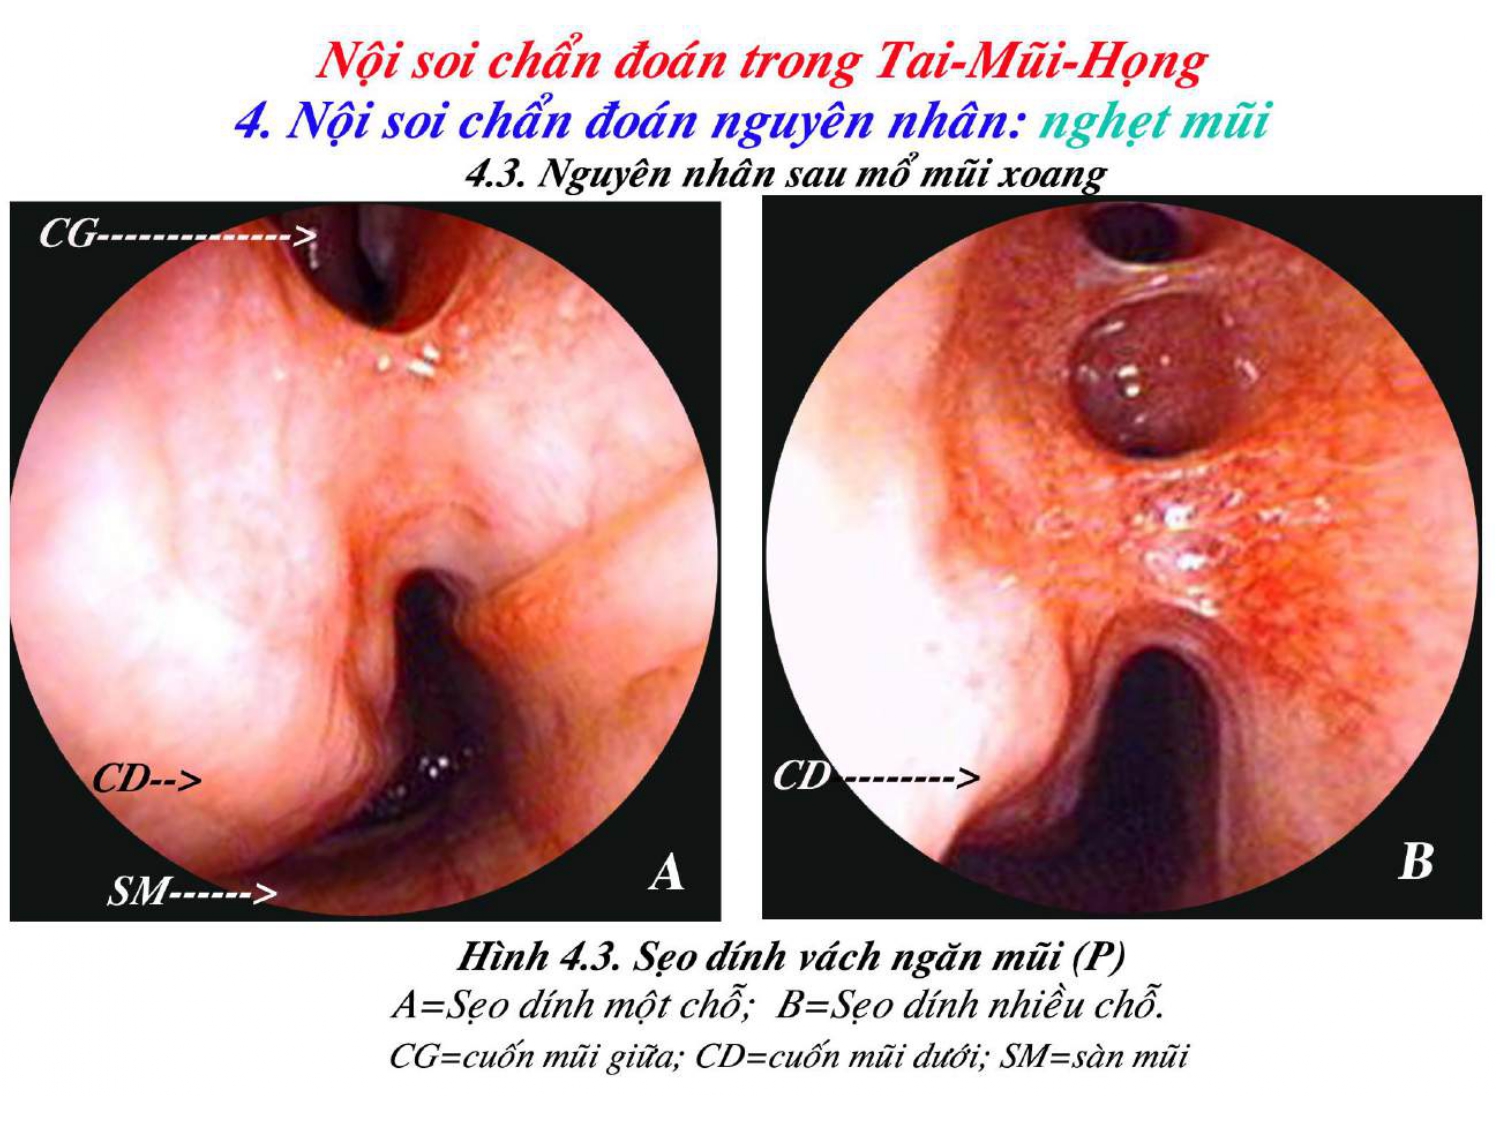 Nội soi chẩn đoán trong Tai-Mũi-Họng
4. Nội soi chẩn đoán nguyên nhân: nghẹt mũi
4.3. Nguyên nhân sau mổ mũi xoang
CG-------------->
CD-->
SM------>
A
CD--------->
B
Hình 4.3. Sẹo dính vách ngăn mũi (P)
A=Sẹo dính một chỗ; B=Sẹo dính nhiều chỗ.
CG=cuốn mũi giữa; CD=cuốn mũi dưới; SM=sàn mũi